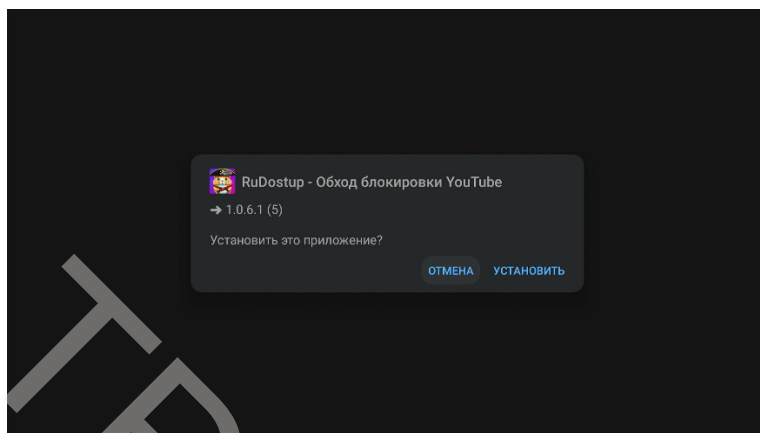 RuDostup - Обход блокировки YouTube
➔ 1.0.6.1 (5)
Установить это приложение?
ОТМЕНА УСТАНОВИТЬ